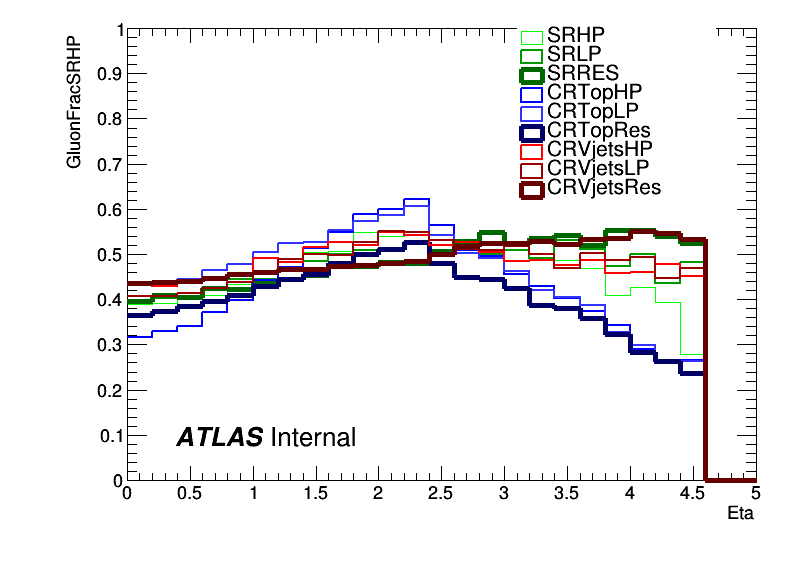 GluonFracSRHP
1
0.9
0.8
0.7
0.6
0.5
0.4
0.3
0.2
0.1
0
SRHP
SRLP
SRRES
CRTopHP
CRTopLP
CRTopRes
CRVjetsHP
CRVjetsLP
CRVjetsRes
ATLAS Internal
0 0.5 1 1.5 2 2.5 3 3.5 4 4.5 5
Eta